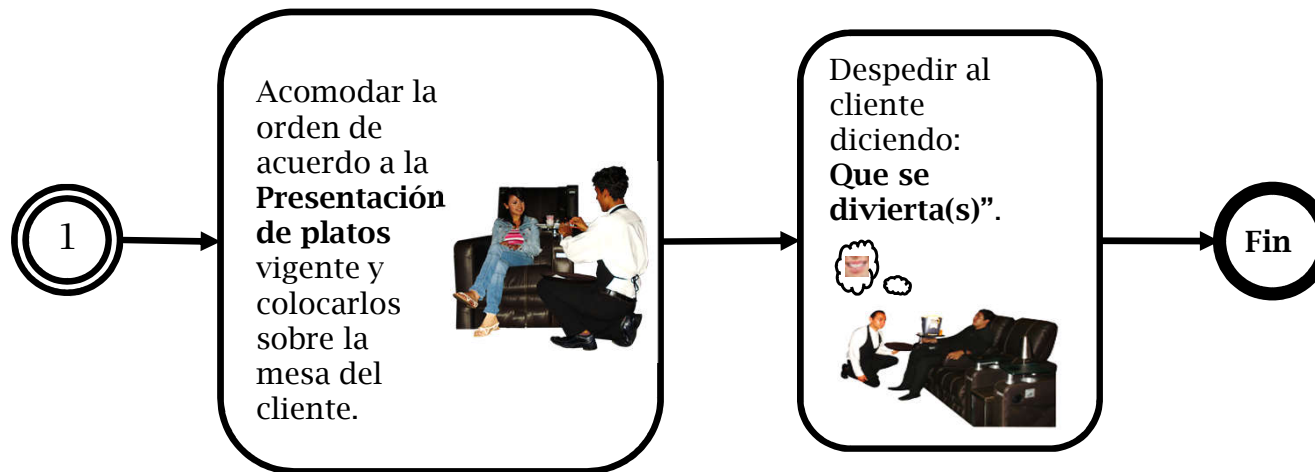 1
Acomodar la
orden de
acuerdo a la
Presentación
de platos
vigente y
colocarlos
sobre la
mesa del
cliente.
Despedir al
cliente
diciendo:
Que se
divierta(s)”.
Fin